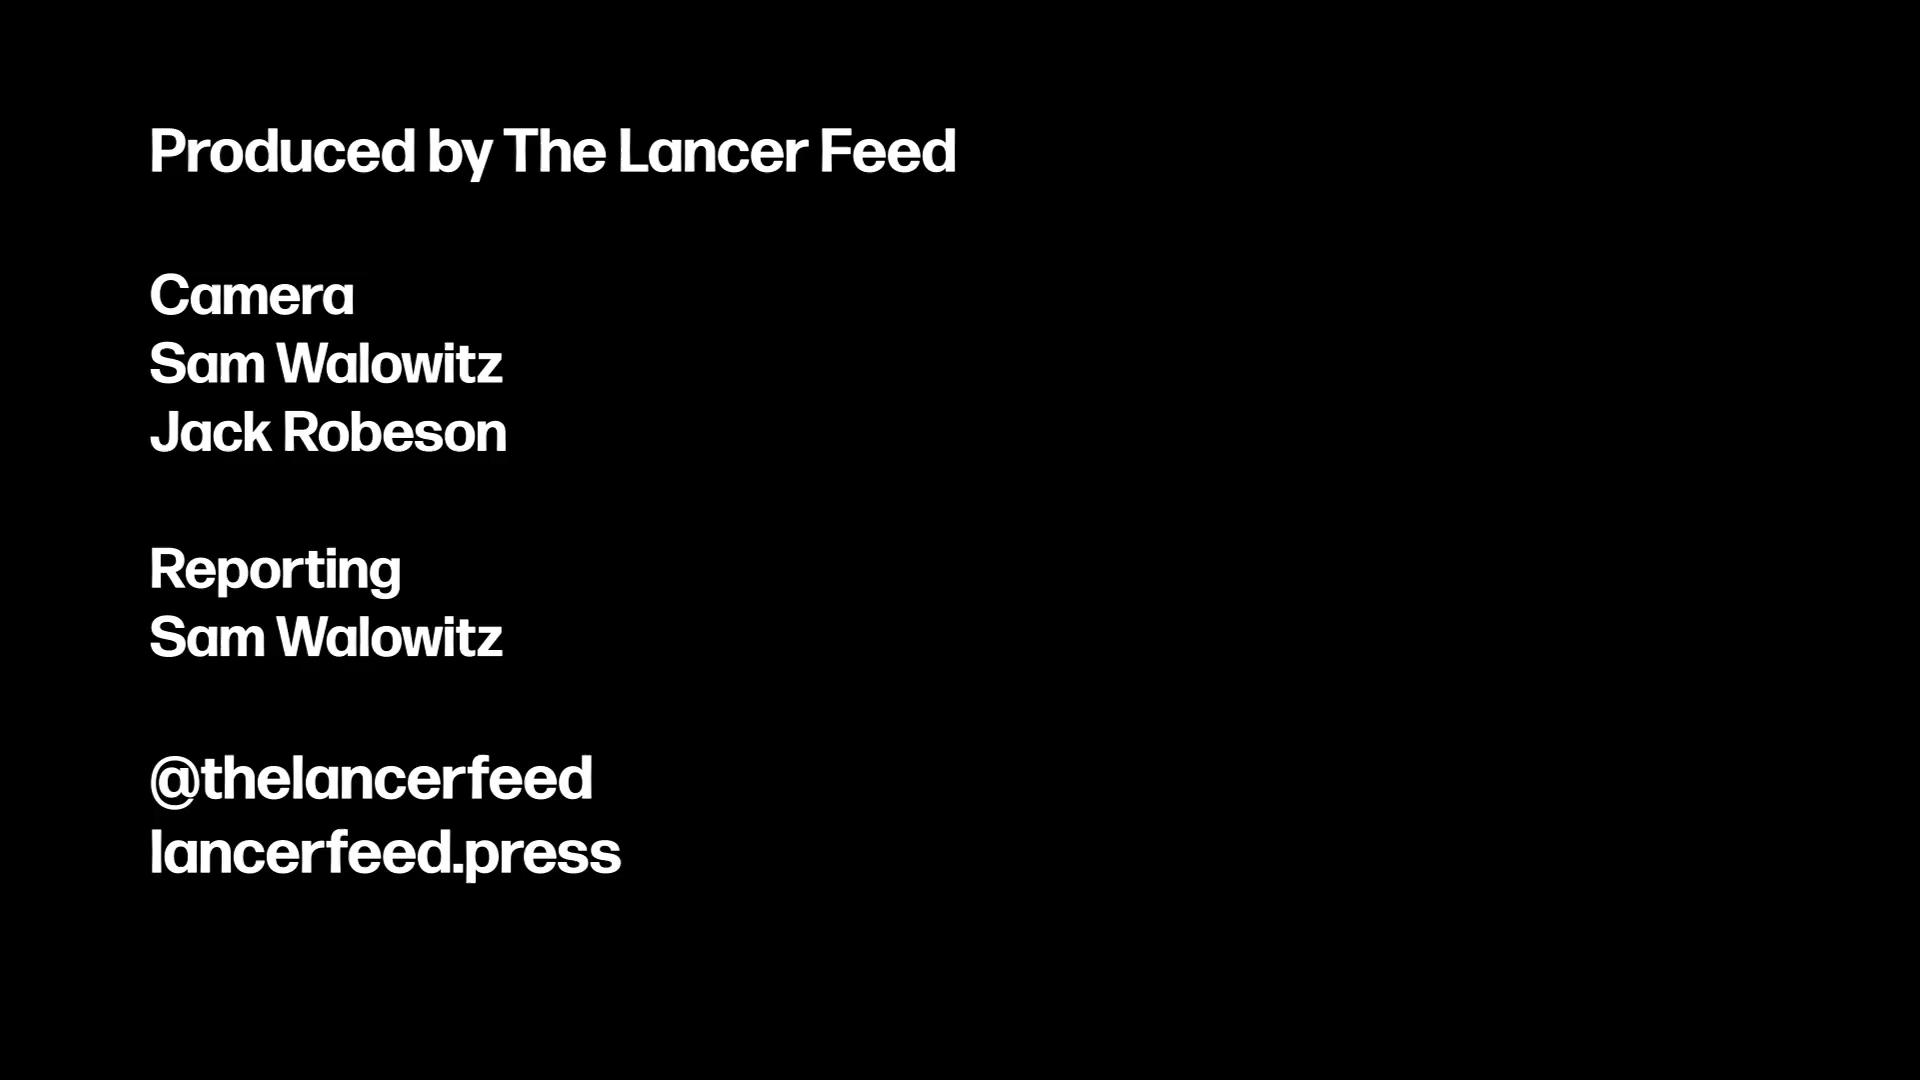 Produced by The Lancer Feed
Camera
Sam Walowitz
Jack Robeson
Reporting
Sam Walowitz
@thelancerfeed
lancerfeed.press